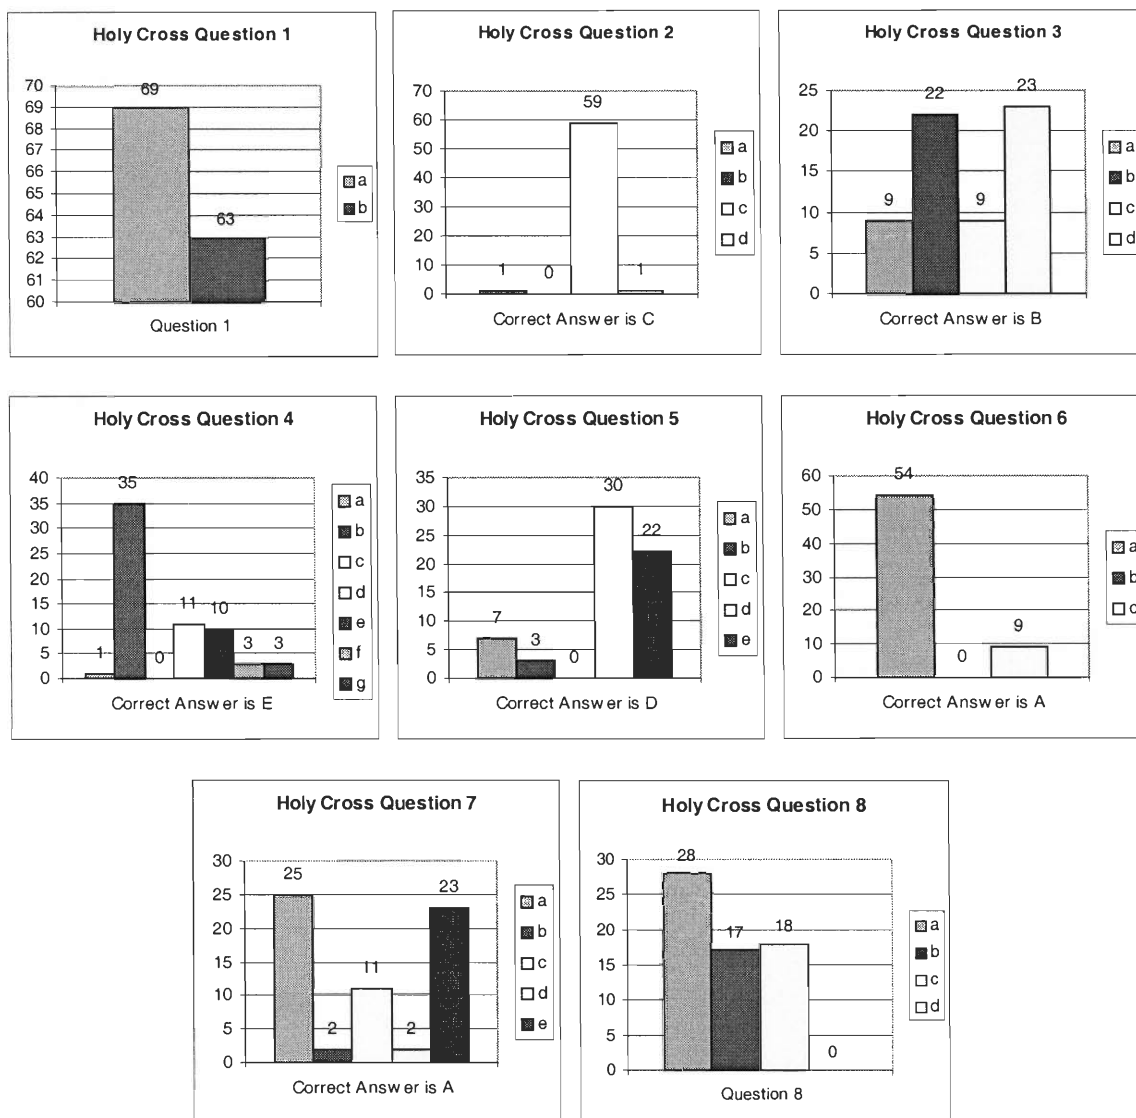 Holy Cross Question 1
70
69
68
67
66
65
64
63
62
61
60
69
63
a
b
Question 1
Holy Cross Question 2
70
60
50
40
30
20
10
0
1
0
59
1
a
b
c
d
Correct Answer is C
Holy Cross Question 3
25
20
15
10
5
0
9
22
9
23
a
b
c
d
Correct Answer is B
Holy Cross Question 4
40
35
30
25
20
15
10
5
0
1
35
0
11
10
3
3
a
b
c
d
e
f
g
Correct Answer is E
Holy Cross Question 5
35
30
25
20
15
10
5
0
7
3
0
30
22
a
b
c
d
e
Correct Answer is D
Holy Cross Question 6
60
50
40
30
20
10
0
54
0
9
a
b
c
Correct Answer is A
Holy Cross Question 7
30
25
20
15
10
5
0
25
2
11
2
23
a
b
c
d
e
Correct Answer is A
Holy Cross Question 8
30
25
20
15
10
5
0
28
17
18
0
a
b
c
d
Question 8